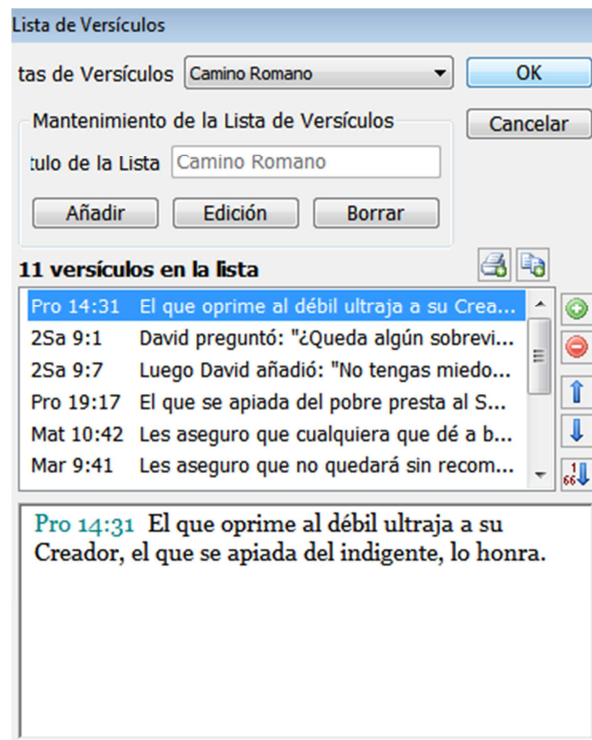 Lista de Versículos
tas de Versículos Camino Romano OK
Mantenimiento de la Lista de Versículos Cancelar
tulo de la Lista Camino Romano
Añadir Edición Borrar
11 versículos en la lista
Pro 14:31 El que oprime al débil ultraja a su Crea...
2Sa 9:1 David preguntó: "¿Queda algún sobrevi...
2Sa 9:7 Luego David añadió: "No tengas miedo...
Pro 19:17 El que se apiada del pobre presta al S...
Mat 10:42 Les aseguro que cualquiera que dé a b...
Mar 9:41 Les aseguro que no quedará sin recom...
1
66
Pro 14:31 El que oprime al débil ultraja a su
Creador, el que se apiada del indigente, lo honra.